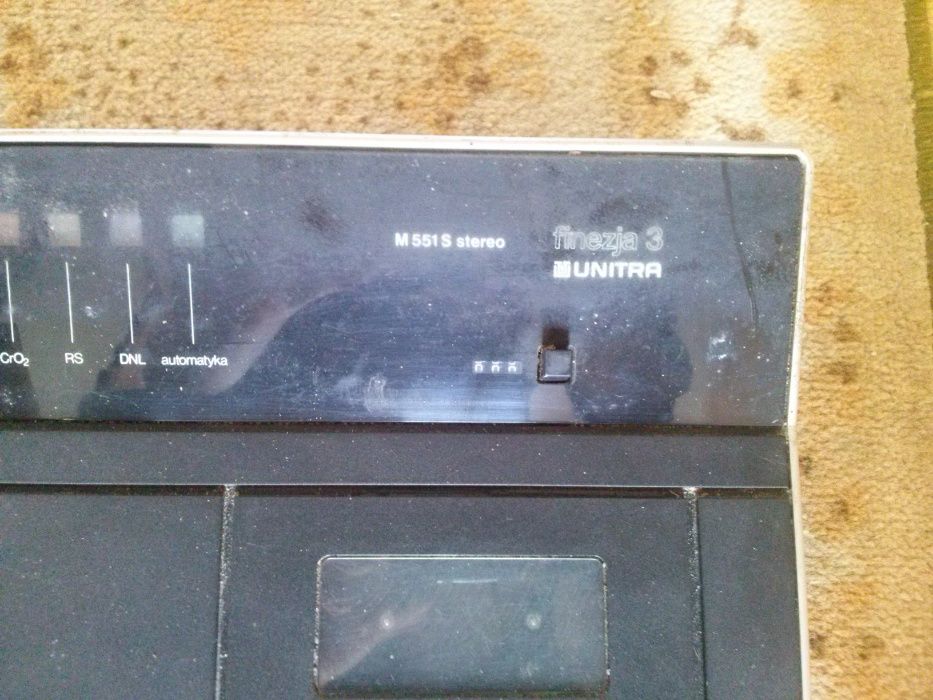 M 551 S stereo
finezja 3
UNITRA
CrO₂ RS DNL automatyka